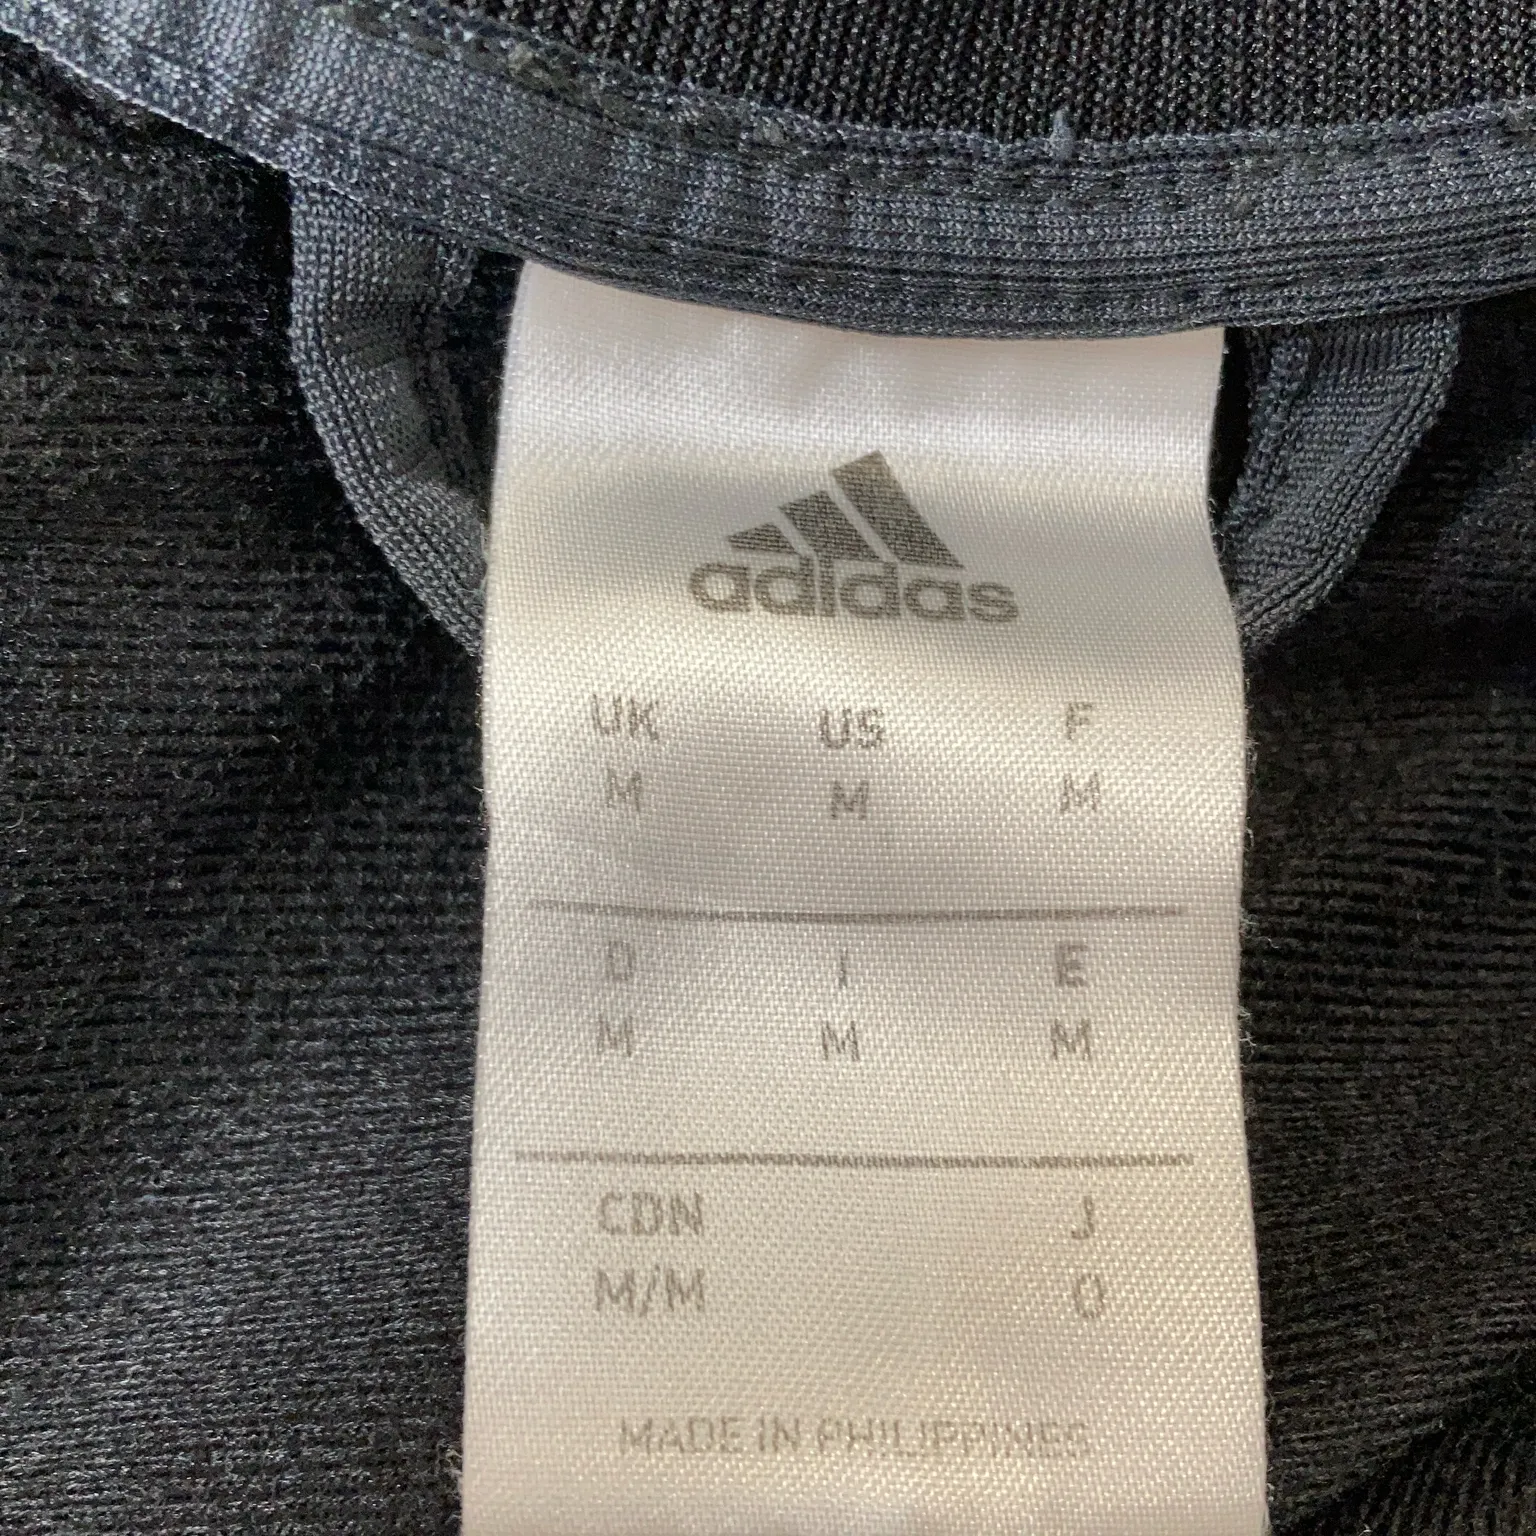 adidas
UK US F
M M M
D I E
M M M
CDN J
M/M O
MADE IN PHILIPPINES